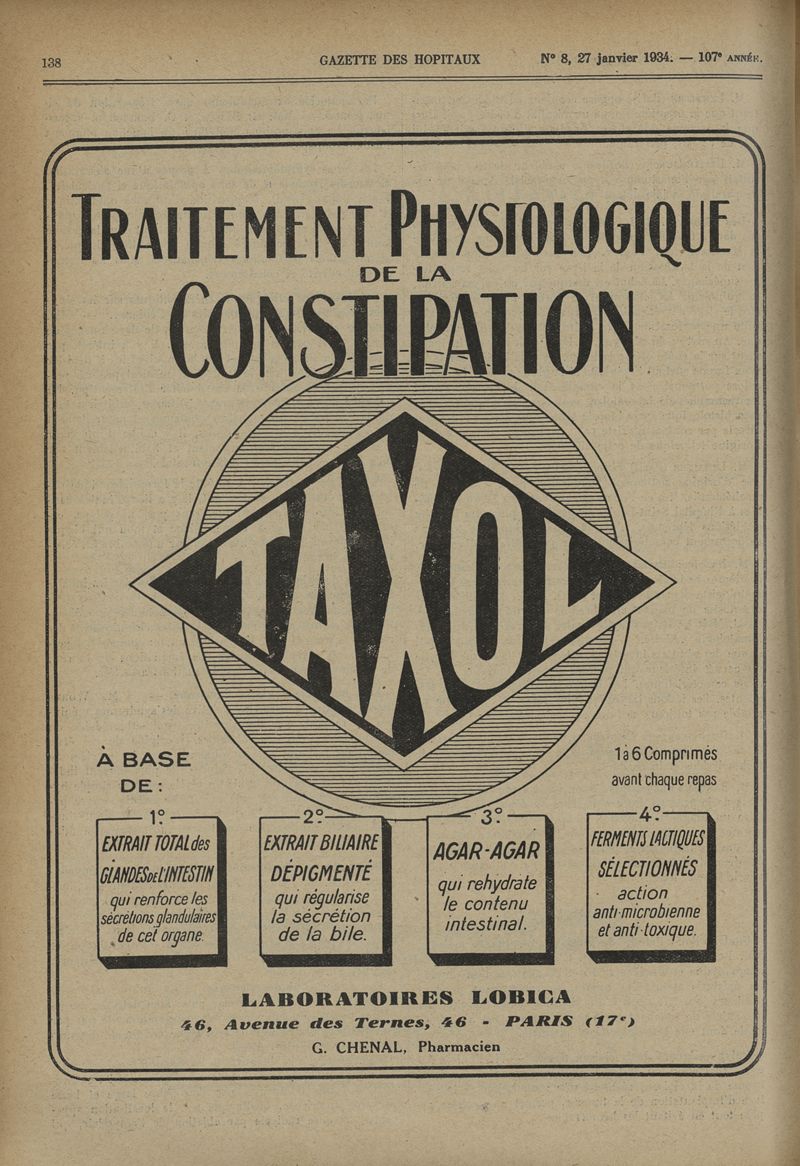 138 GAZETTE DES HOPITAUX N° 8, 27 janvier 1934. — 107e ANNÉE.
TRAITEMENT PHYSIOLOGIQUE
DE LA
CONSTIPATION
TAXOL
À BASE
DE :
1 à 6 Comprimés
avant chaque repas
1°
EXTRAIT TOTAL des
GLANDES DE L'INTESTIN
qui renforce les
sécrétions glandulaires
de cet organe.
2°
EXTRAIT BILIAIRE
DÉPIGMENTÉ
qui régularise
la sécrétion
de la bile.
3°
AGAR-AGAR
qui rehydrate
le contenu
intestinal.
4°
FERMENTS LACTIQUES
SÉLECTIONNÉS
action
anti-microbienne
et anti-toxique.
LABORATOIRES LOBICA
46, Avenue des Ternes, 46 - PARIS (17e)
G. CHENAL, Pharmacien